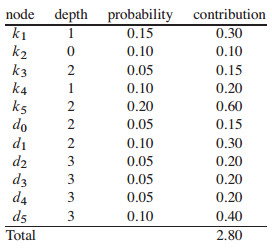 node depth probability contribution
k1 1 0.15 0.30
k2 0 0.10 0.10
k3 2 0.05 0.15
k4 1 0.10 0.20
k5 2 0.20 0.60
d0 2 0.05 0.15
d1 2 0.10 0.30
d2 3 0.05 0.20
d3 3 0.05 0.20
d4 3 0.05 0.20
d5 3 0.10 0.40
Total 2.80